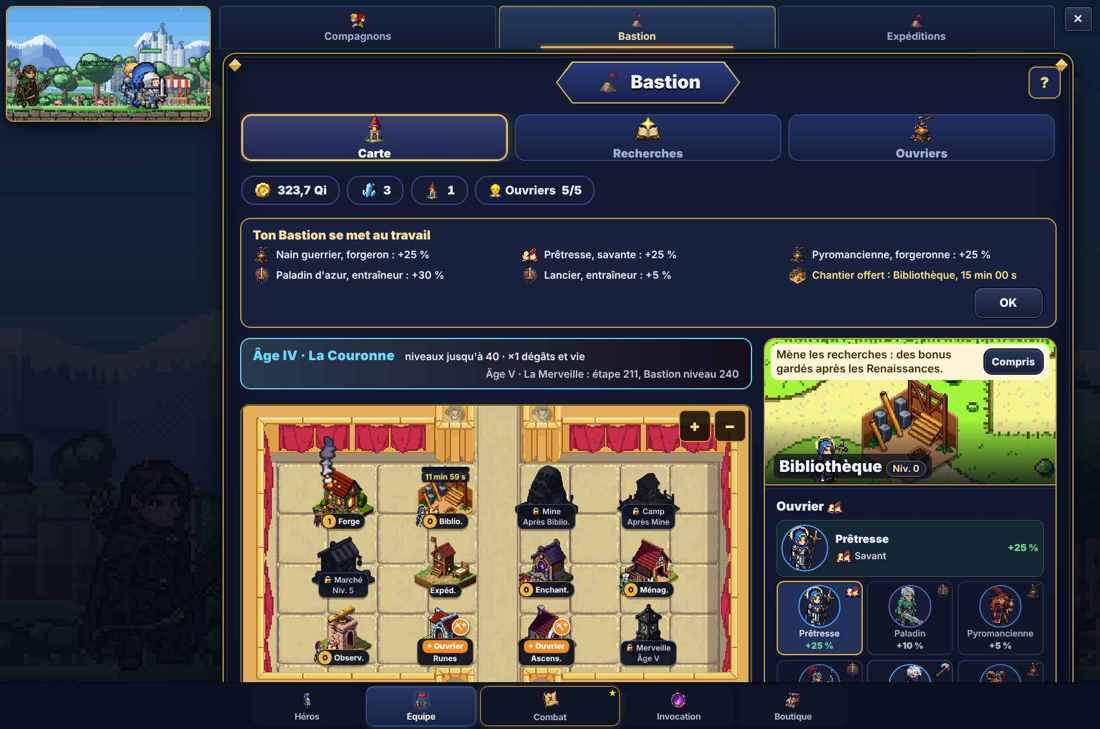 Compagnons
Bastion
Expéditions
×
Bastion
?
Carte
Recherches
Ouvriers
323,7 Qi
3
1
Ouvriers 5/5
Ton Bastion se met au travail
Nain guerrier, forgeron : +25 %
Prêtresse, savante : +25 %
Pyromancienne, forgeronne : +25 %
Paladin d'azur, entraîneur : +30 %
Lancier, entraîneur : +5 %
Chantier offert : Bibliothèque, 15 min 00 s
OK
Âge IV · La Couronne niveaux jusqu'à 40 · ×1 dégâts et vie
Âge V · La Merveille : étape 211, Bastion niveau 240
Mène les recherches : des bonus
gardés après les Renaissances.
Compris
Bibliothèque Niv. 0
+
−
11 min 59 s
1 Forge
0 Biblio.
Mine
Après Biblio.
Camp
Après Mine
Marché
Niv. 5
Expéd.
0 Enchant.
0 Ménag.
0 Observ.
+ Ouvrier
Runes
+ Ouvrier
Ascens.
Merveille
Âge V
Ouvrier
Prêtresse
Savant
+25 %
Prêtresse
+25 %
Paladin
+10 %
Pyromancienne
+5 %
Héros
Équipe
Combat
Invocation
Boutique